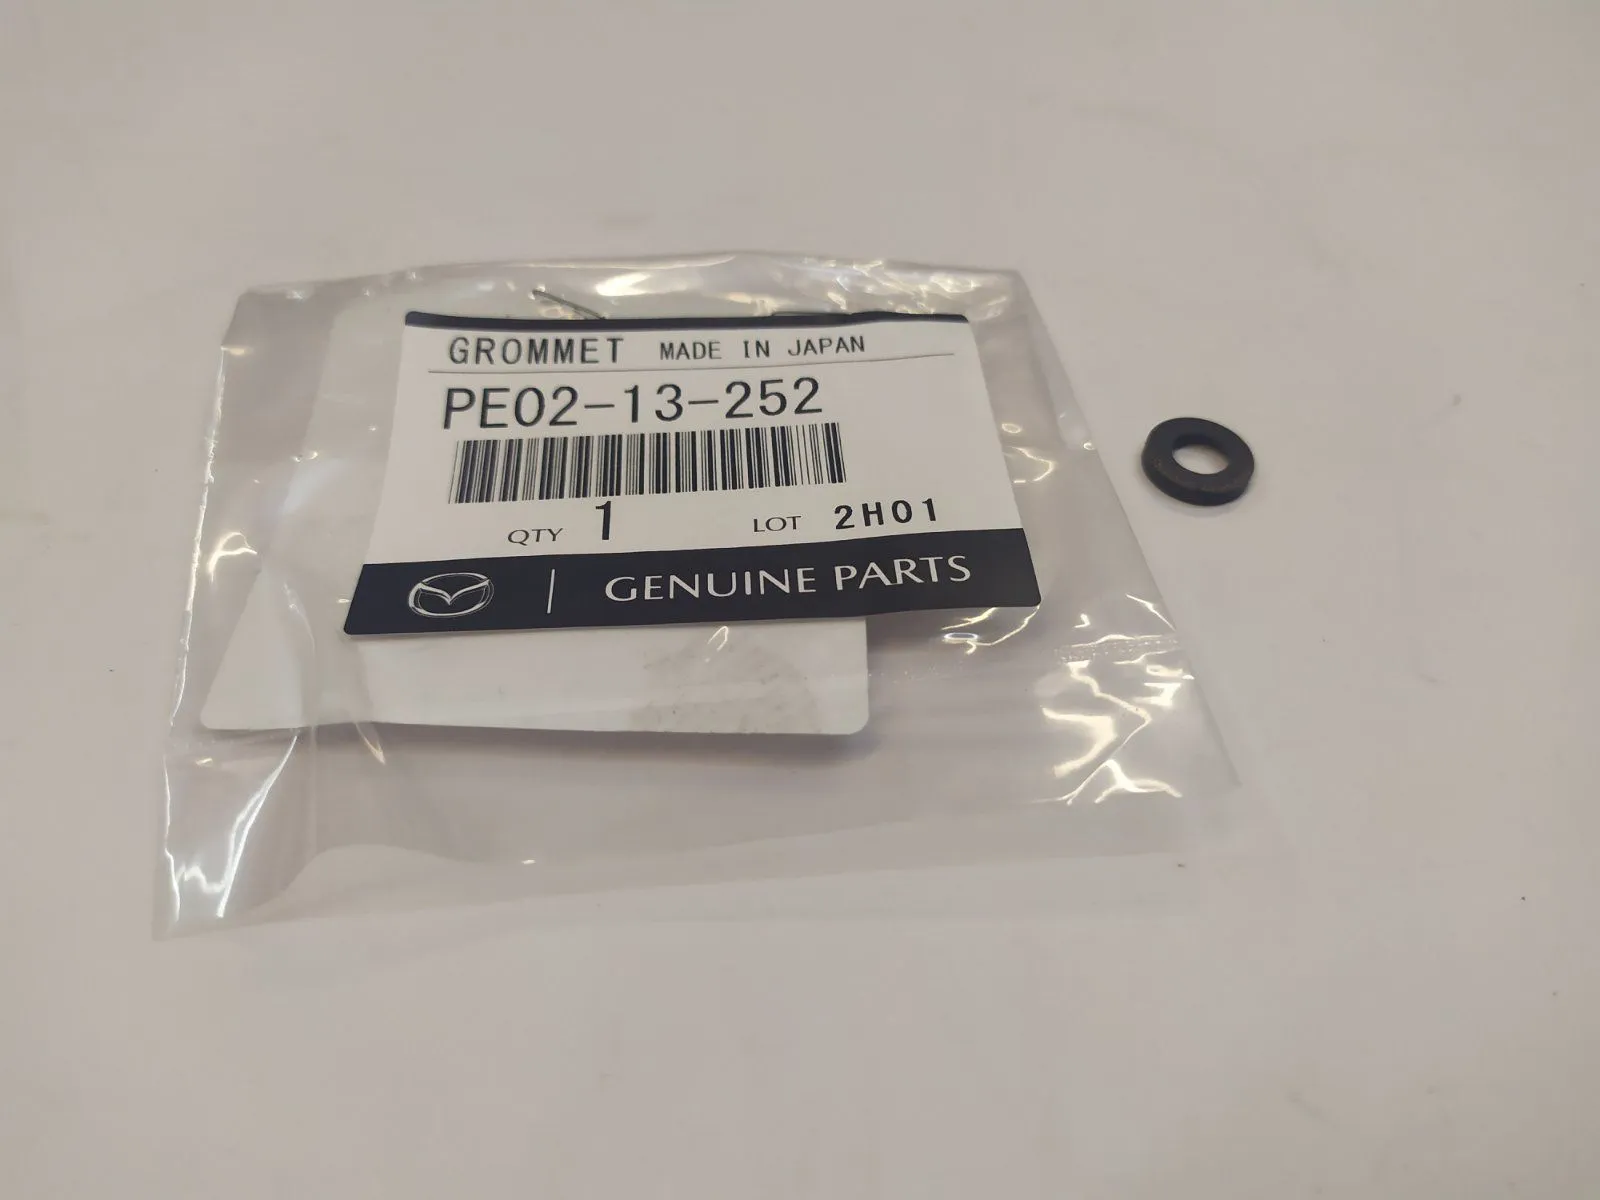 GROMMET MADE IN JAPAN
PE02-13-252
QTY 1 LOT 2H01
GENUINE PARTS